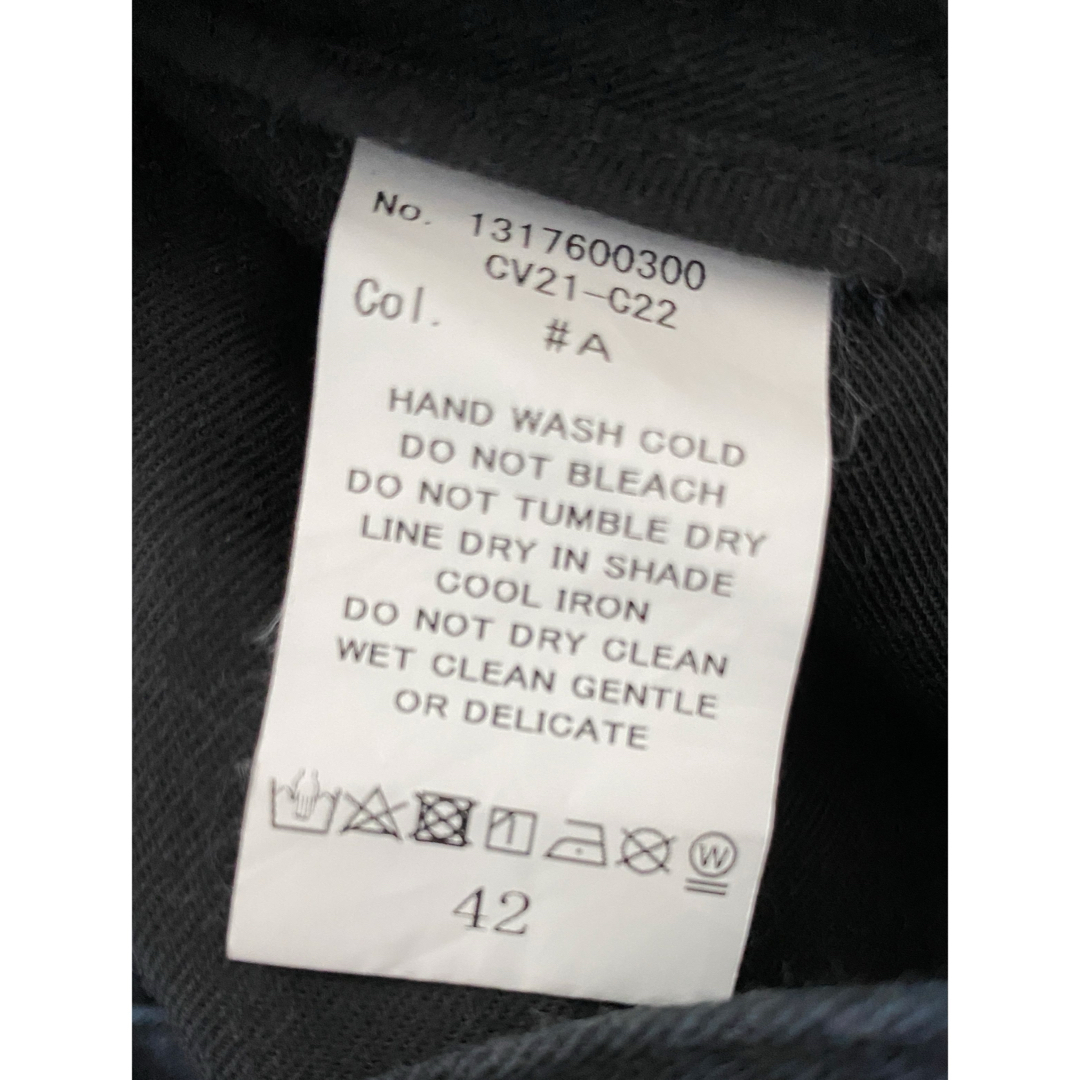 No. 1317600300
CV21-C22
Col. #A
HAND WASH COLD
DO NOT BLEACH
DO NOT TUMBLE DRY
LINE DRY IN SHADE
COOL IRON
DO NOT DRY CLEAN
WET CLEAN GENTLE
OR DELICATE
W
42